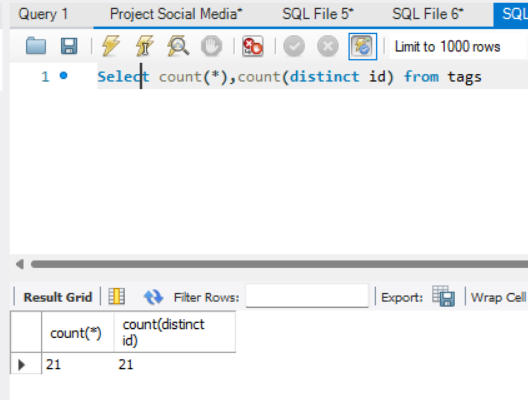 Query 1 Project Social Media* SQL File 5* SQL File 6* SQL
Limit to 1000 rows
1 Select count(*),count(distinct id) from tags
Result Grid Filter Rows: Export: Wrap Cell
count(*) count(distinct
id)
21 21